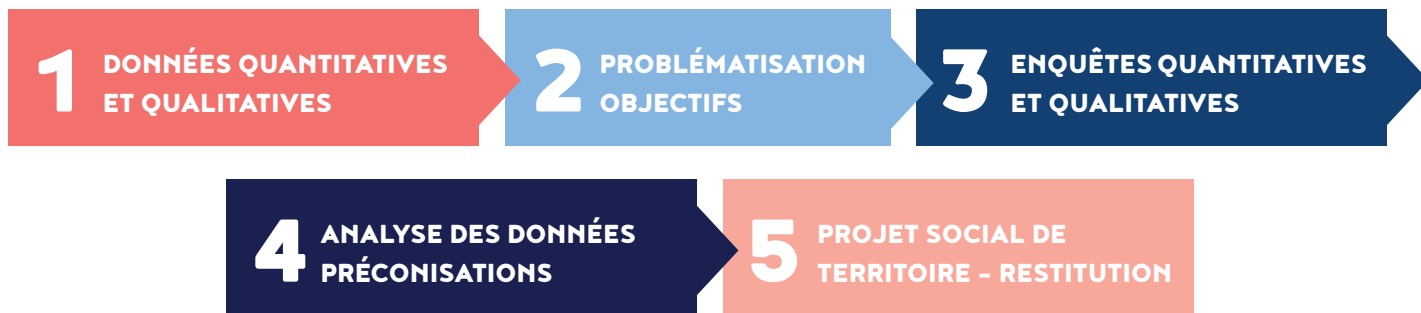 1 DONNÉES QUANTITATIVES
ET QUALITATIVES
2 PROBLÉMATISATION
OBJECTIFS
3 ENQUÊTES QUANTITATIVES
ET QUALITATIVES
4 ANALYSE DES DONNÉES
PRÉCONISATIONS
5 PROJET SOCIAL DE
TERRITOIRE - RESTITUTION